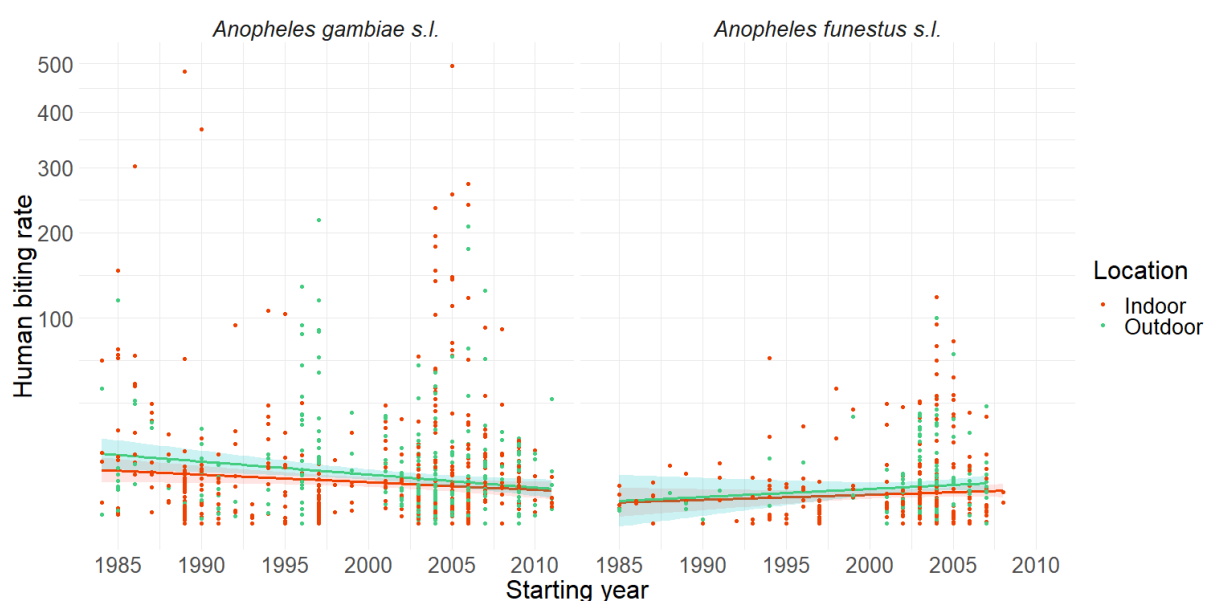 Anopheles gambiae s.l.
Anopheles funestus s.l.
Human biting rate
500
400
300
200
100
1985 1990 1995 2000 2005 2010
1985 1990 1995 2000 2005 2010
Starting year
Location
Indoor
Outdoor